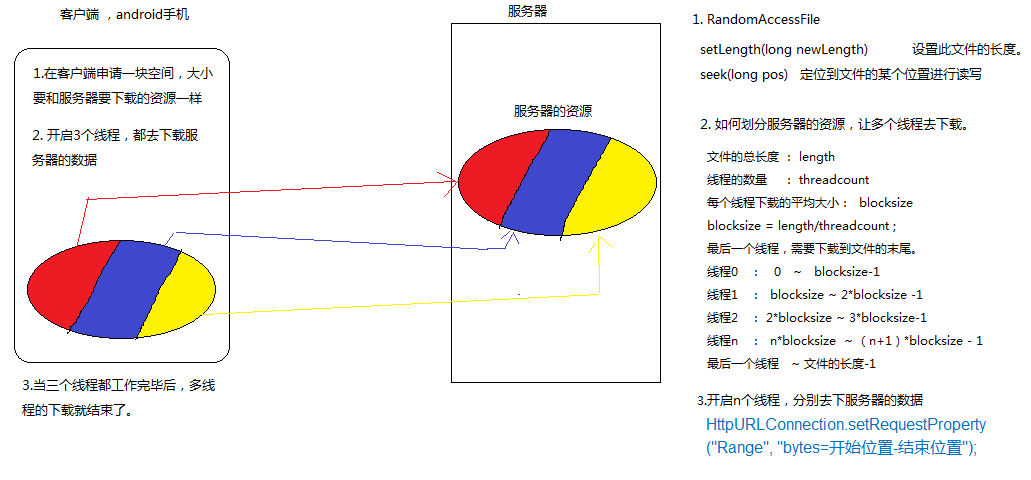 客户端 ，android手机
1.在客户端申请一块空间，大小
要和服务器要下载的资源一样
2. 开启3个线程，都去下载服
务器的数据
3.当三个线程都工作完毕后，多线
程的下载就结束了。
服务器
服务器的资源
1. RandomAccessFile
setLength(long newLength) 设置此文件的长度。
seek(long pos) 定位到文件的某个位置进行读写
2. 如何划分服务器的资源，让多个线程去下载。
文件的总长度 ：length
线程的数量 ：threadcount
每个线程下载的平均大小： blocksize
blocksize = length/threadcount ;
最后一个线程，需要下载到文件的末尾。
线程0 ： 0 ~ blocksize-1
线程1 ： blocksize ~ 2*blocksize -1
线程2 ：2*blocksize ~ 3*blocksize-1
线程n ：n*blocksize ~（n+1）*blocksize - 1
最后一个线程 ~ 文件的长度-1
3.开启n个线程，分别去下服务器的数据
HttpURLConnection.setRequestProperty
("Range", "bytes=开始位置-结束位置");